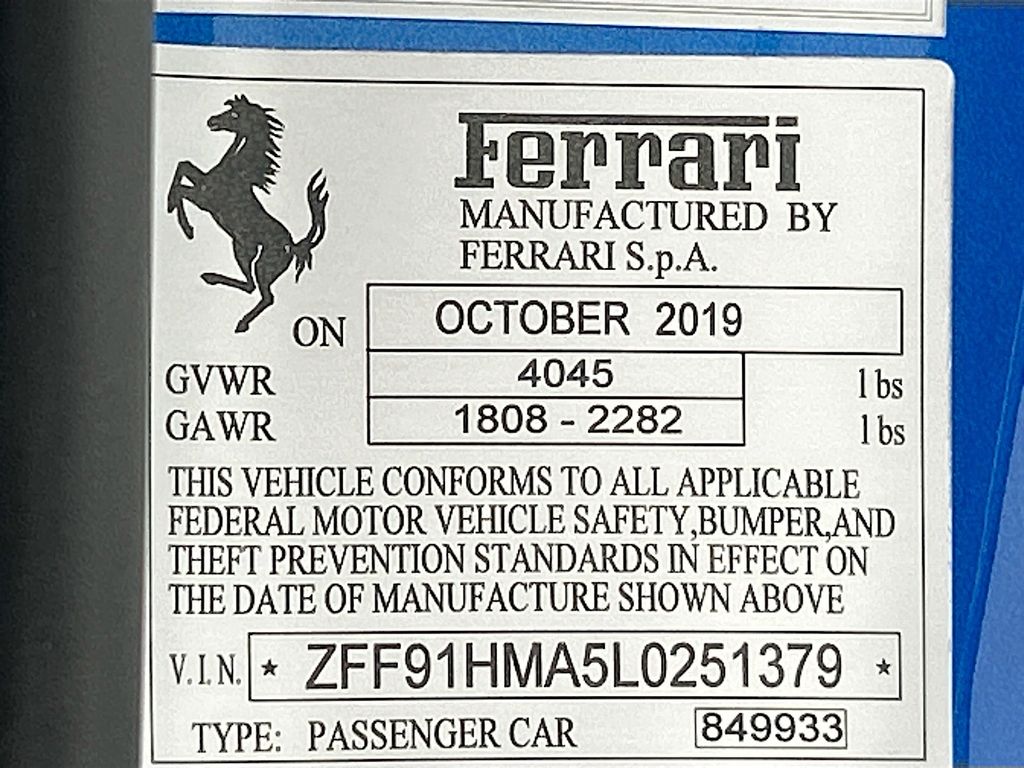 Ferrari
MANUFACTURED BY
FERRARI S.p.A.
ON OCTOBER 2019
GVWR 4045 lbs
GAWR 1808 - 2282 lbs
THIS VEHICLE CONFORMS TO ALL APPLICABLE
FEDERAL MOTOR VEHICLE SAFETY,BUMPER,AND
THEFT PREVENTION STANDARDS IN EFFECT ON
THE DATE OF MANUFACTURE SHOWN ABOVE
V.I.N. * ZFF91HMA5L0251379 *
TYPE: PASSENGER CAR 849933